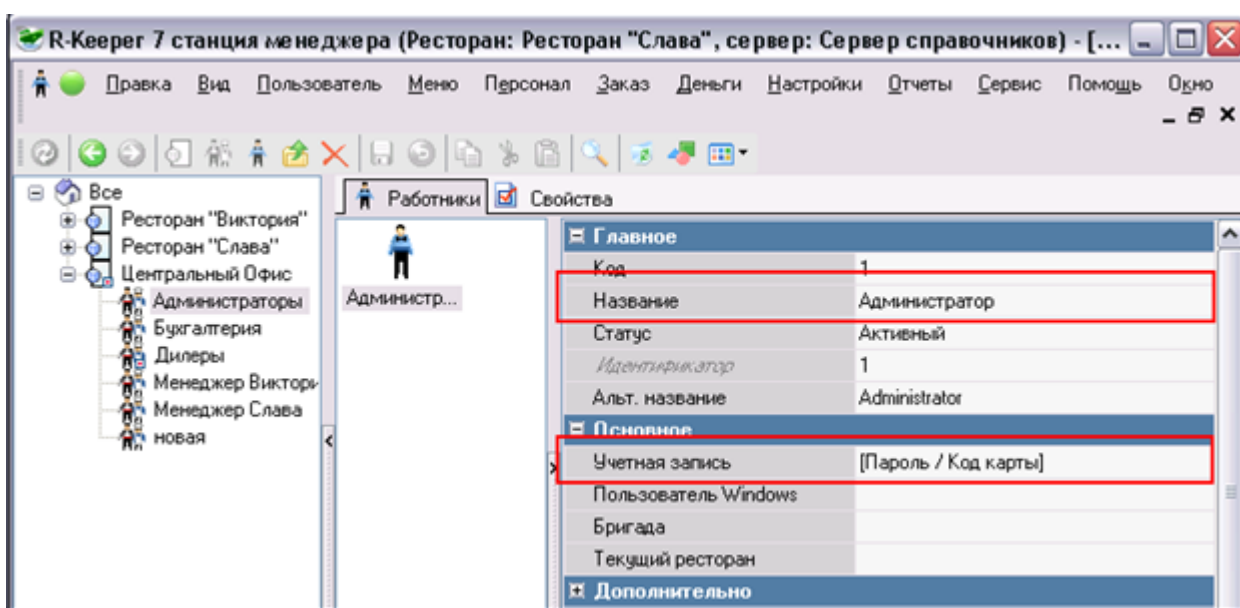 R-Keeper 7 станция менеджера (Ресторан: Ресторан "Слава", сервер: Сервер справочников) - [...
Правка Вид Пользователь Меню Персонал Заказ Деньги Настройки Отчеты Сервис Помощь Окно
Все
Ресторан "Виктория"
Ресторан "Слава"
Центральный Офис
Администраторы
Бухгалтерия
Дилеры
Менеджер Виктори
Менеджер Слава
новая
Работники Свойства
Администр...
Главное
Код 1
Название Администратор
Статус Активный
Идентификатор 1
Альт. название Administrator
Основное
Учетная запись [Пароль / Код карты]
Пользователь Windows
Бригада
Текущий ресторан
Дополнительно